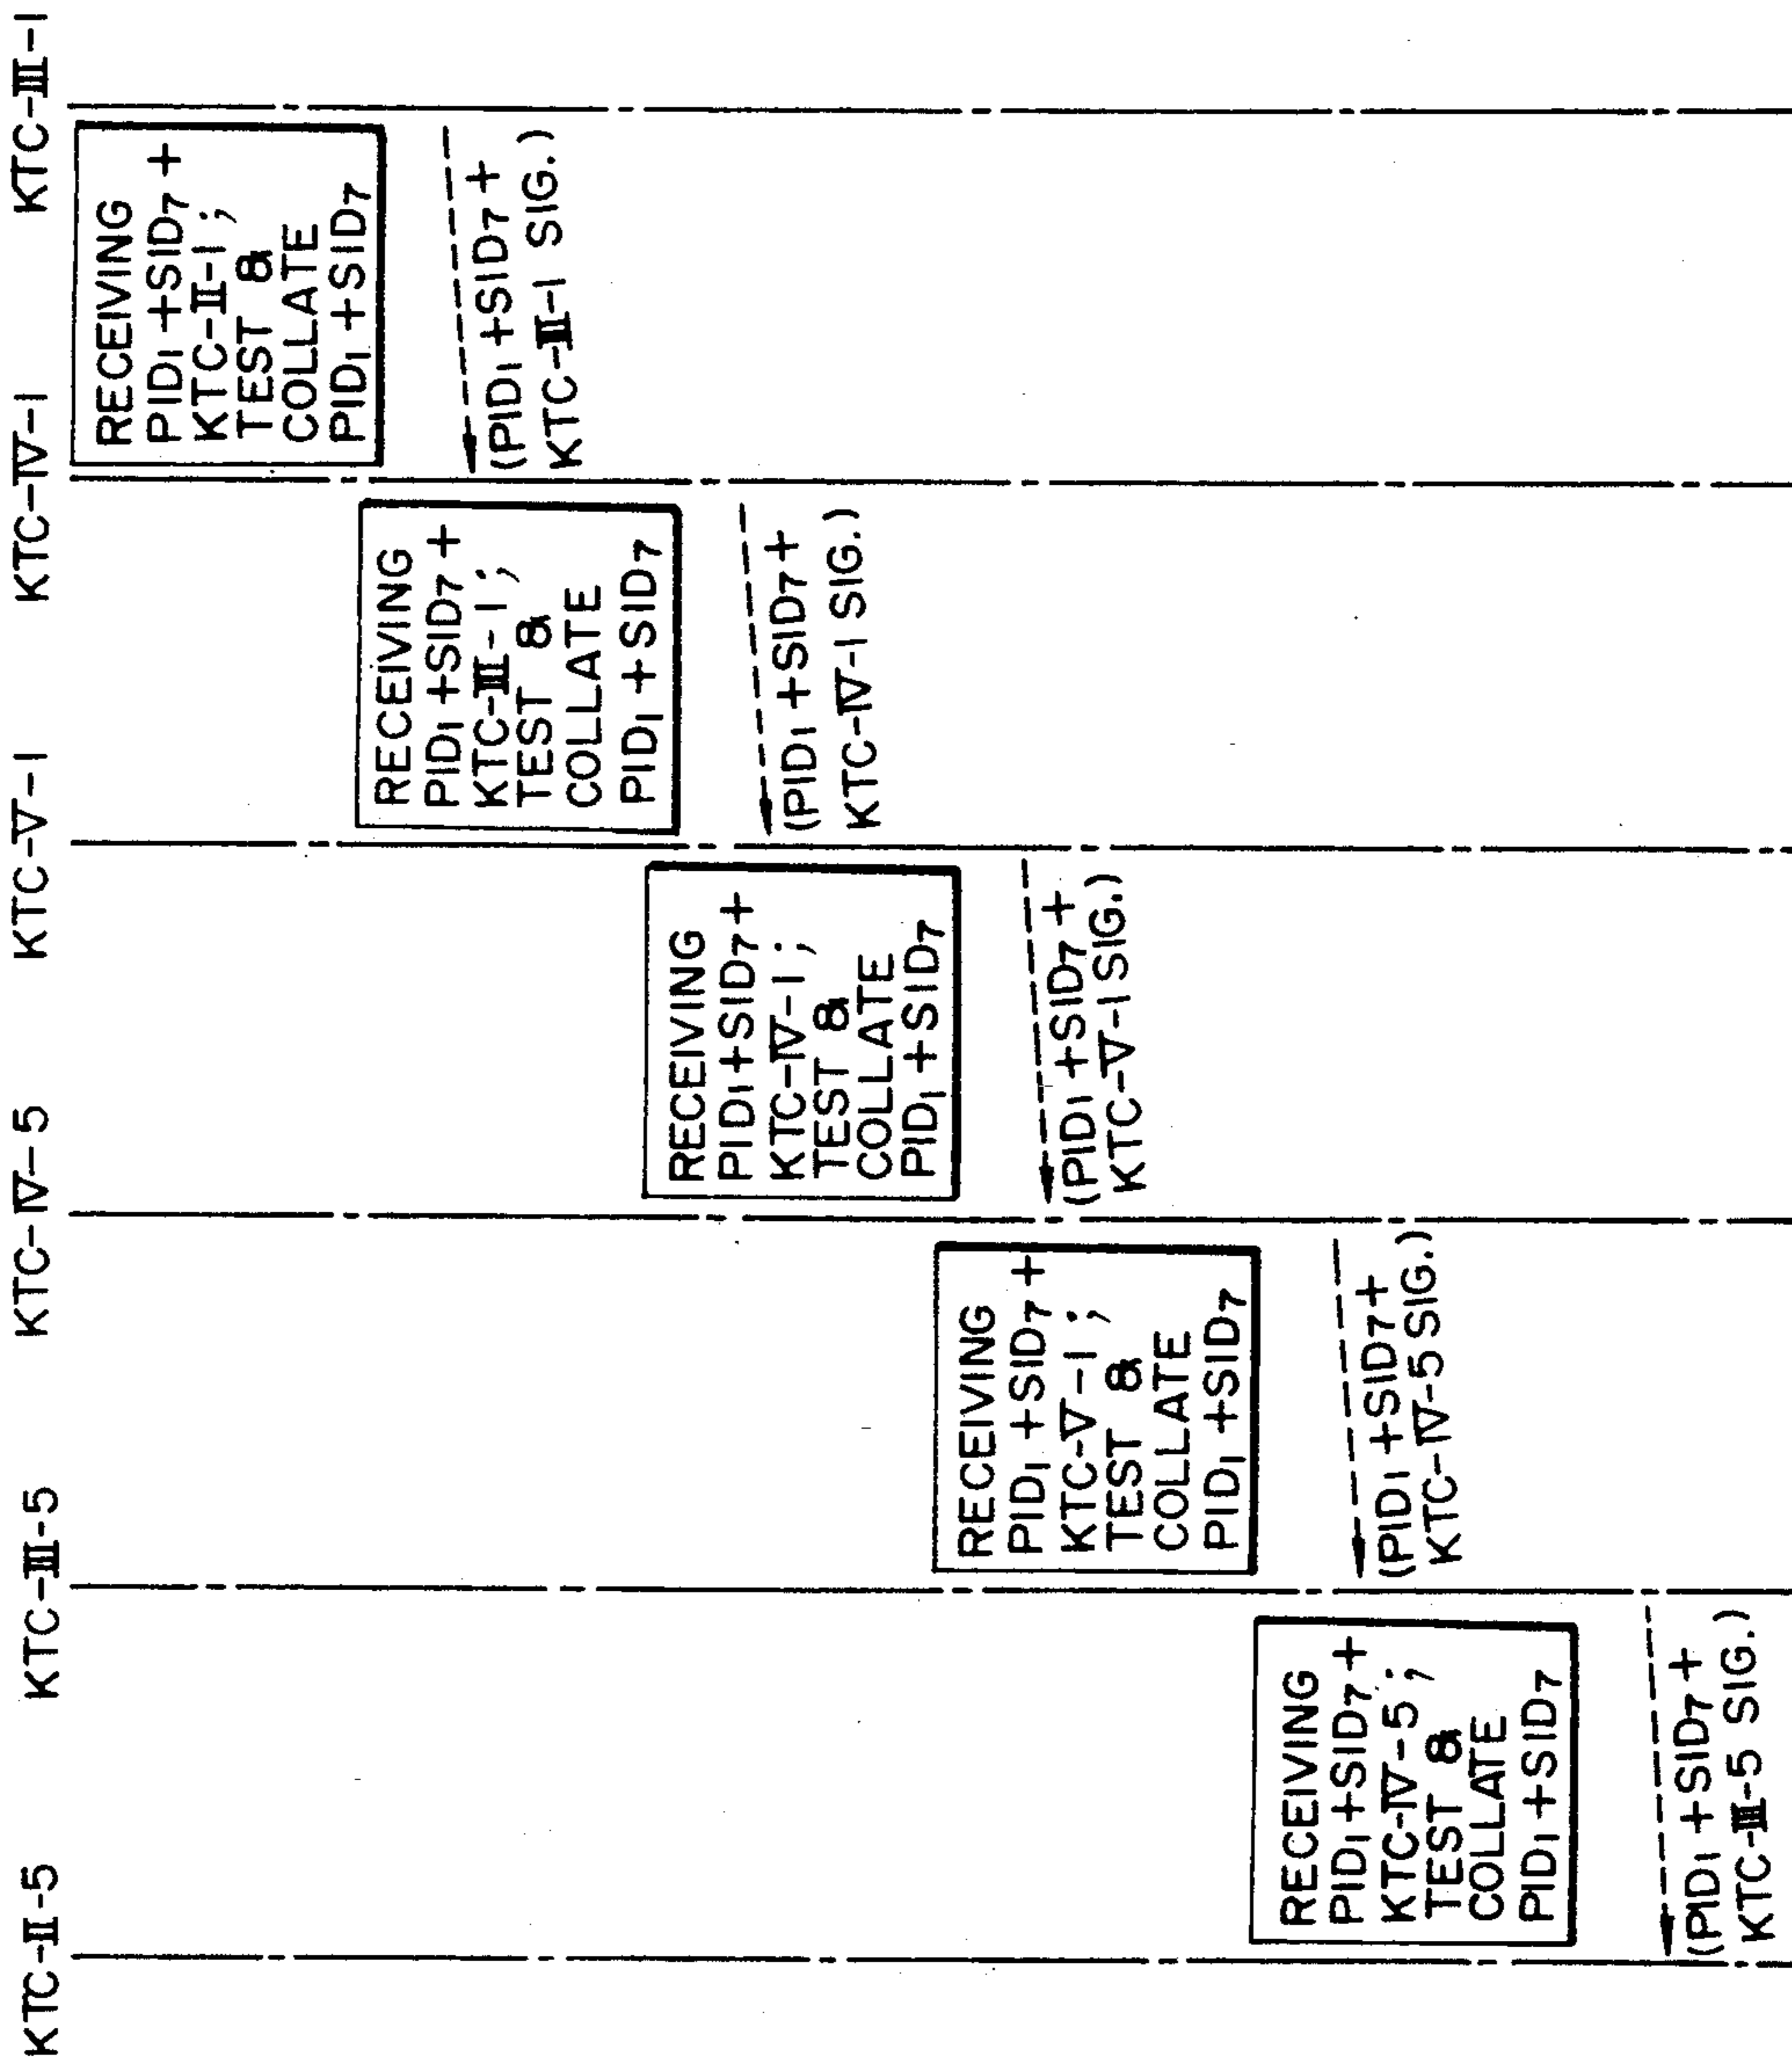 KTC-II-5
KTC-III-5
KTC-IV-5
KTC-V-1
KTC-IV-1
KTC-III-1
RECEIVING
PID₁ +SID₇ +
KTC-II-1;
TEST &
COLLATE
PID₁ +SID₇
(PID₁ +SID₇ +
KTC-III-1 SIG.)
RECEIVING
PID₁ +SID₇ +
KTC-III-1;
TEST &
COLLATE
PID₁ +SID₇
(PID₁ +SID₇ +
KTC-IV-1 SIG.)
RECEIVING
PID₁+SID₇+
KTC-IV-1;
TEST &
COLLATE
PID₁ +SID₇
(PID₁ +SID₇ +
KTC-V-1 SIG.)
RECEIVING
PID₁ +SID₇ +
KTC-V-1;
TEST &
COLLATE
PID₁ +SID₇
(PID₁ +SID₇+
KTC-IV-5 SIG.)
RECEIVING
PID₁+SID₇+
KTC-IV-5;
TEST &
COLLATE
PID₁ +SID₇
(PID₁ +SID₇ +
KTC-III-5 SIG.)